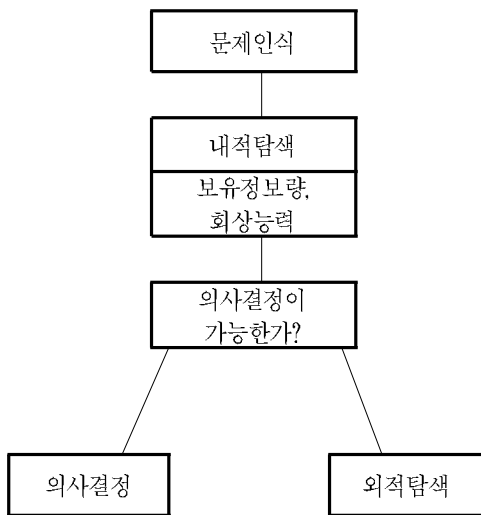 문제인식
내적탐색
보유정보량,
회상능력
의사결정이
가능한가?
의사결정
외적탐색